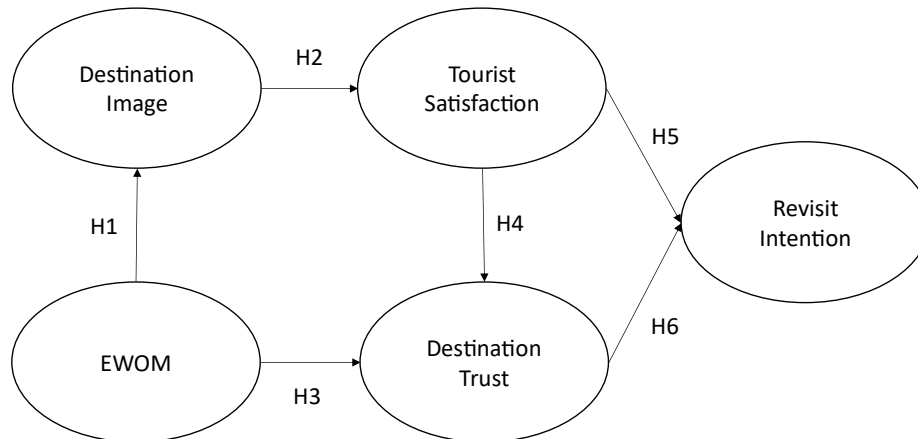 H2
Destination
Image
Tourist
Satisfaction
H5
H1
H4
Revisit
Intention
H6
EWOM
H3
Destination
Trust